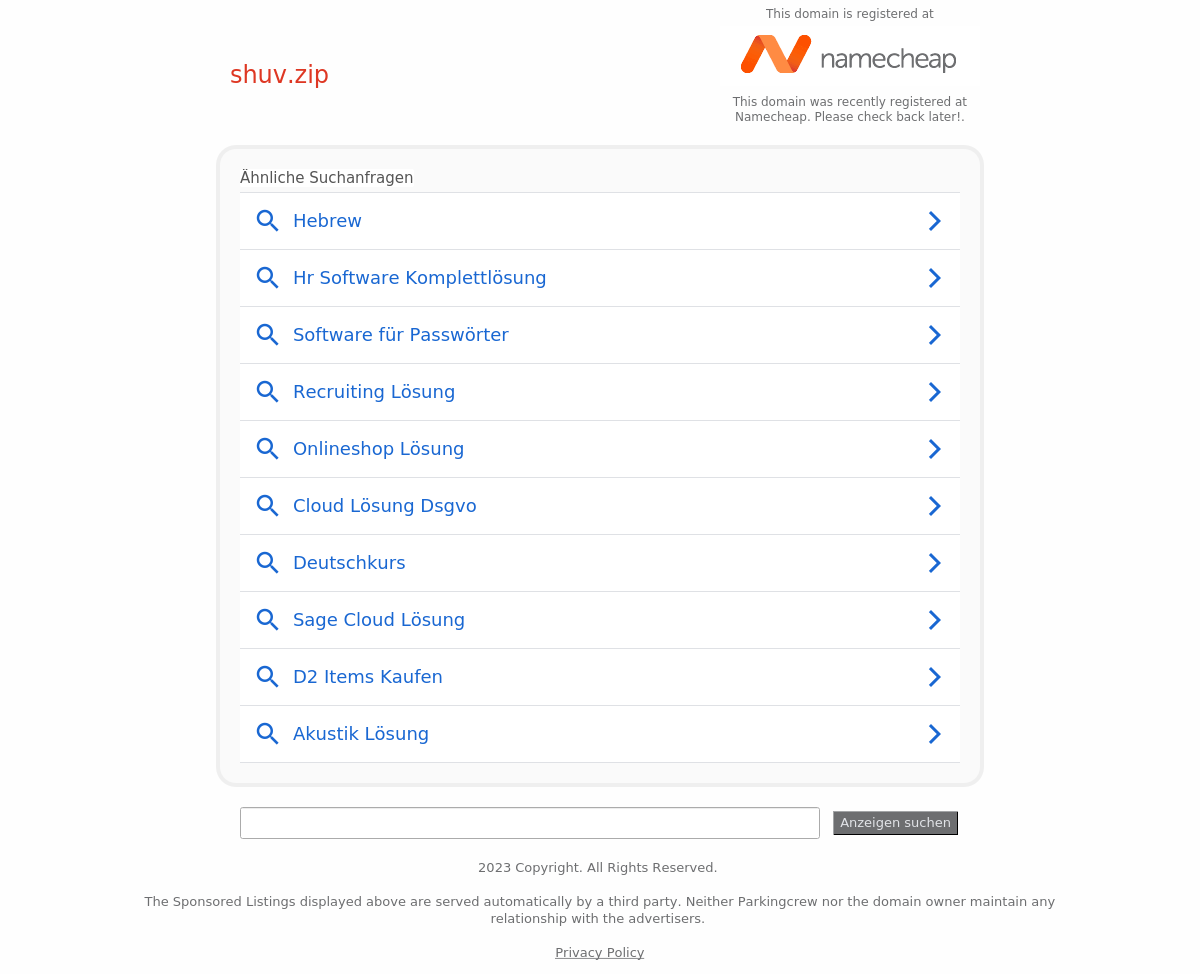 This domain is registered at
namecheap
shuv.zip
This domain was recently registered at
Namecheap. Please check back later!.
Ähnliche Suchanfragen
Hebrew
Hr Software Komplettlösung
Software für Passwörter
Recruiting Lösung
Onlineshop Lösung
Cloud Lösung Dsgvo
Deutschkurs
Sage Cloud Lösung
D2 Items Kaufen
Akustik Lösung
Anzeigen suchen
2023 Copyright. All Rights Reserved.
The Sponsored Listings displayed above are served automatically by a third party. Neither Parkingcrew nor the domain owner maintain any
relationship with the advertisers.
Privacy Policy